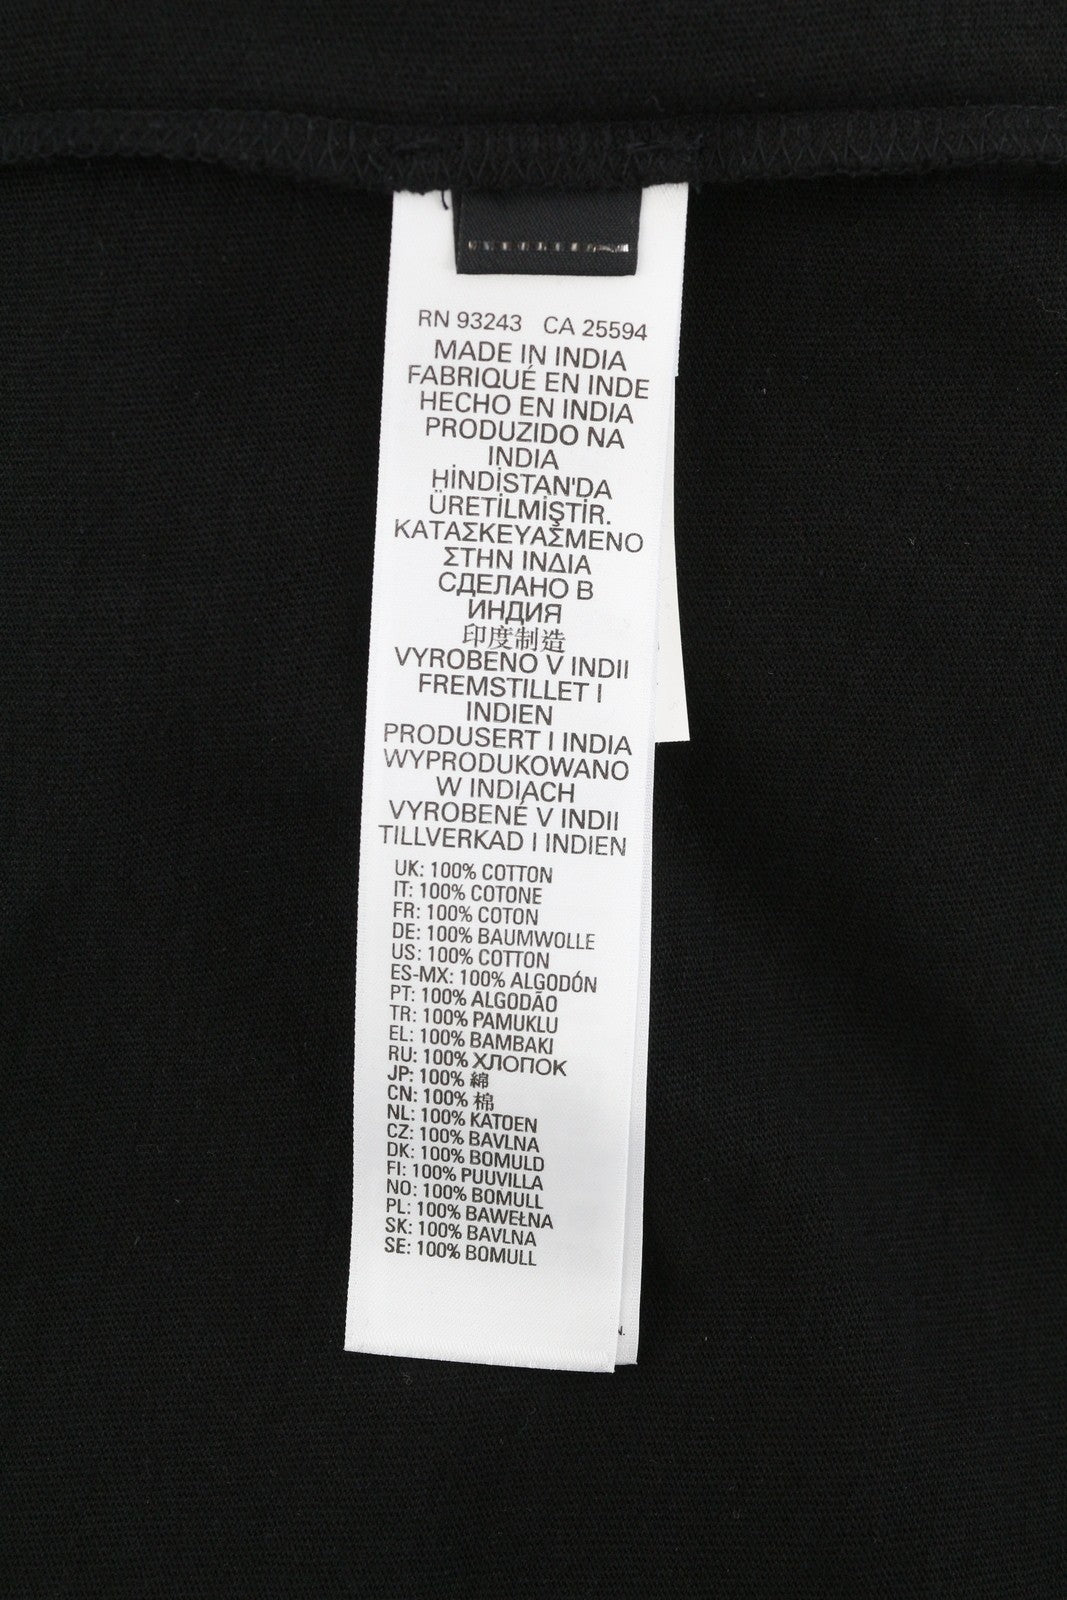 RN 93243 CA 25594
MADE IN INDIA
FABRIQUÉ EN INDE
HECHO EN INDIA
PRODUZIDO NA
INDIA
HİNDİSTAN'DA
ÜRETİLMİŞTİR.
ΚΑΤΑΣΚΕΥΑΣΜΕΝΟ
ΣΤΗΝ ΙΝΔΙΑ
СДЕЛАНО В
ИНДИЯ
印度制造
VYROBENO V INDII
FREMSTILLET I
INDIEN
PRODUSERT I INDIA
WYPRODUKOWANO
W INDIACH
VYROBENÉ V INDII
TILLVERKAD I INDIEN
UK: 100% COTTON
IT: 100% COTONE
FR: 100% COTON
DE: 100% BAUMWOLLE
US: 100% COTTON
ES-MX: 100% ALGODÓN
PT: 100% ALGODÃO
TR: 100% PAMUKLU
EL: 100% ΒΑΜΒΑΚΙ
RU: 100% ХЛОПОК
JP: 100% 綿
CN: 100% 棉
NL: 100% KATOEN
CZ: 100% BAVLNA
DK: 100% BOMULD
FI: 100% PUUVILLA
NO: 100% BOMULL
PL: 100% BAWEŁNA
SK: 100% BAVLNA
SE: 100% BOMULL
N.